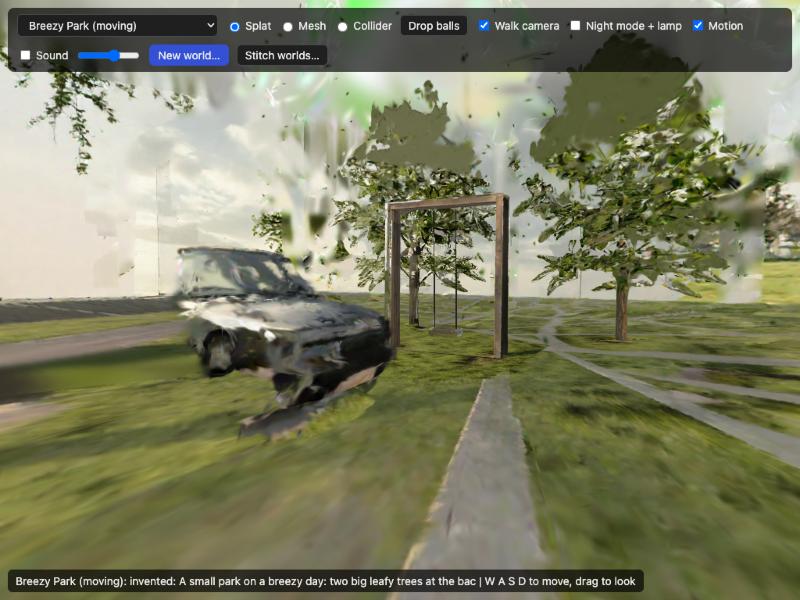 Breezy Park (moving) Splat Mesh Collider Drop balls Walk camera Night mode + lamp Motion
Sound New world... Stitch worlds...
Breezy Park (moving): invented: A small park on a breezy day: two big leafy trees at the bac | W A S D to move, drag to look